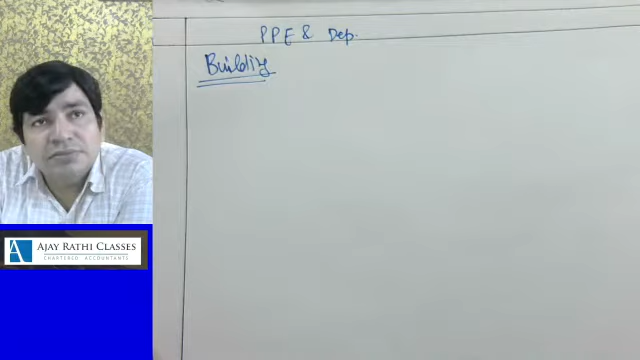 PPE & Dep.
Building
AJAY RATHI CLASSES
CHARTERED ACCOUNTANTS